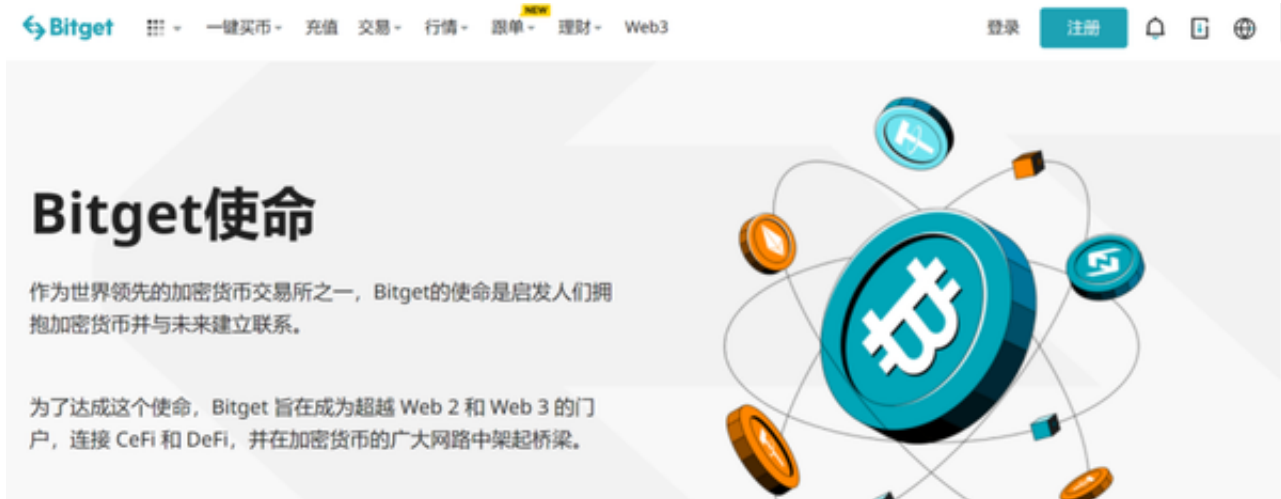 Bitget 一键买币 充值 交易 行情 NEW 跟单 理财 Web3 登录 注册
Bitget使命
作为世界领先的加密货币交易所之一，Bitget的使命是启发人们拥
抱加密货币并与未来建立联系。
为了达成这个使命，Bitget 旨在成为超越 Web 2 和 Web 3 的门
户，连接 CeFi 和 DeFi，并在加密货币的广大网路中架起桥梁。